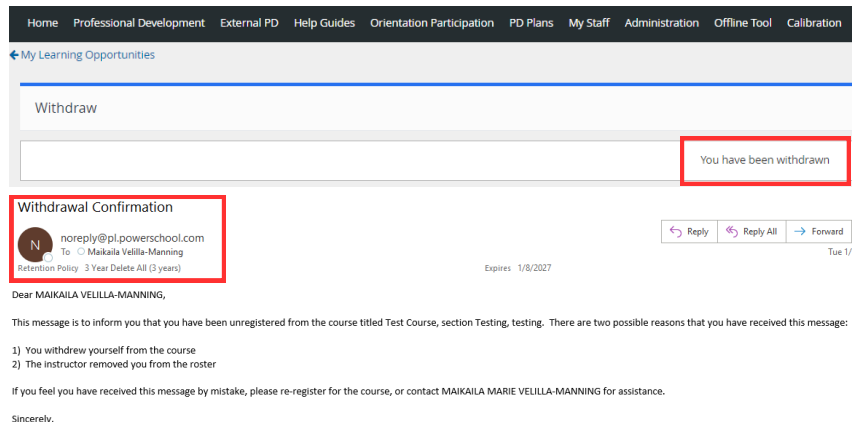 Home Professional Development External PD Help Guides Orientation Participation PD Plans My Staff Administration Offline Tool Calibration
My Learning Opportunities
Withdraw
You have been withdrawn
Withdrawal Confirmation
N
noreply@pl.powerschool.com
To Maikaila Velilla-Manning
Reply Reply All Forward
Tue 1/
Retention Policy 3 Year Delete All (3 years) Expires 1/8/2027
Dear MAIKAILA VELILLA-MANNING,
This message is to inform you that you have been unregistered from the course titled Test Course, section Testing, testing. There are two possible reasons that you have received this message:
1) You withdrew yourself from the course
2) The instructor removed you from the roster
If you feel you have received this message by mistake, please re-register for the course, or contact MAIKAILA MARIE VELILLA-MANNING for assistance.
Sincerely,